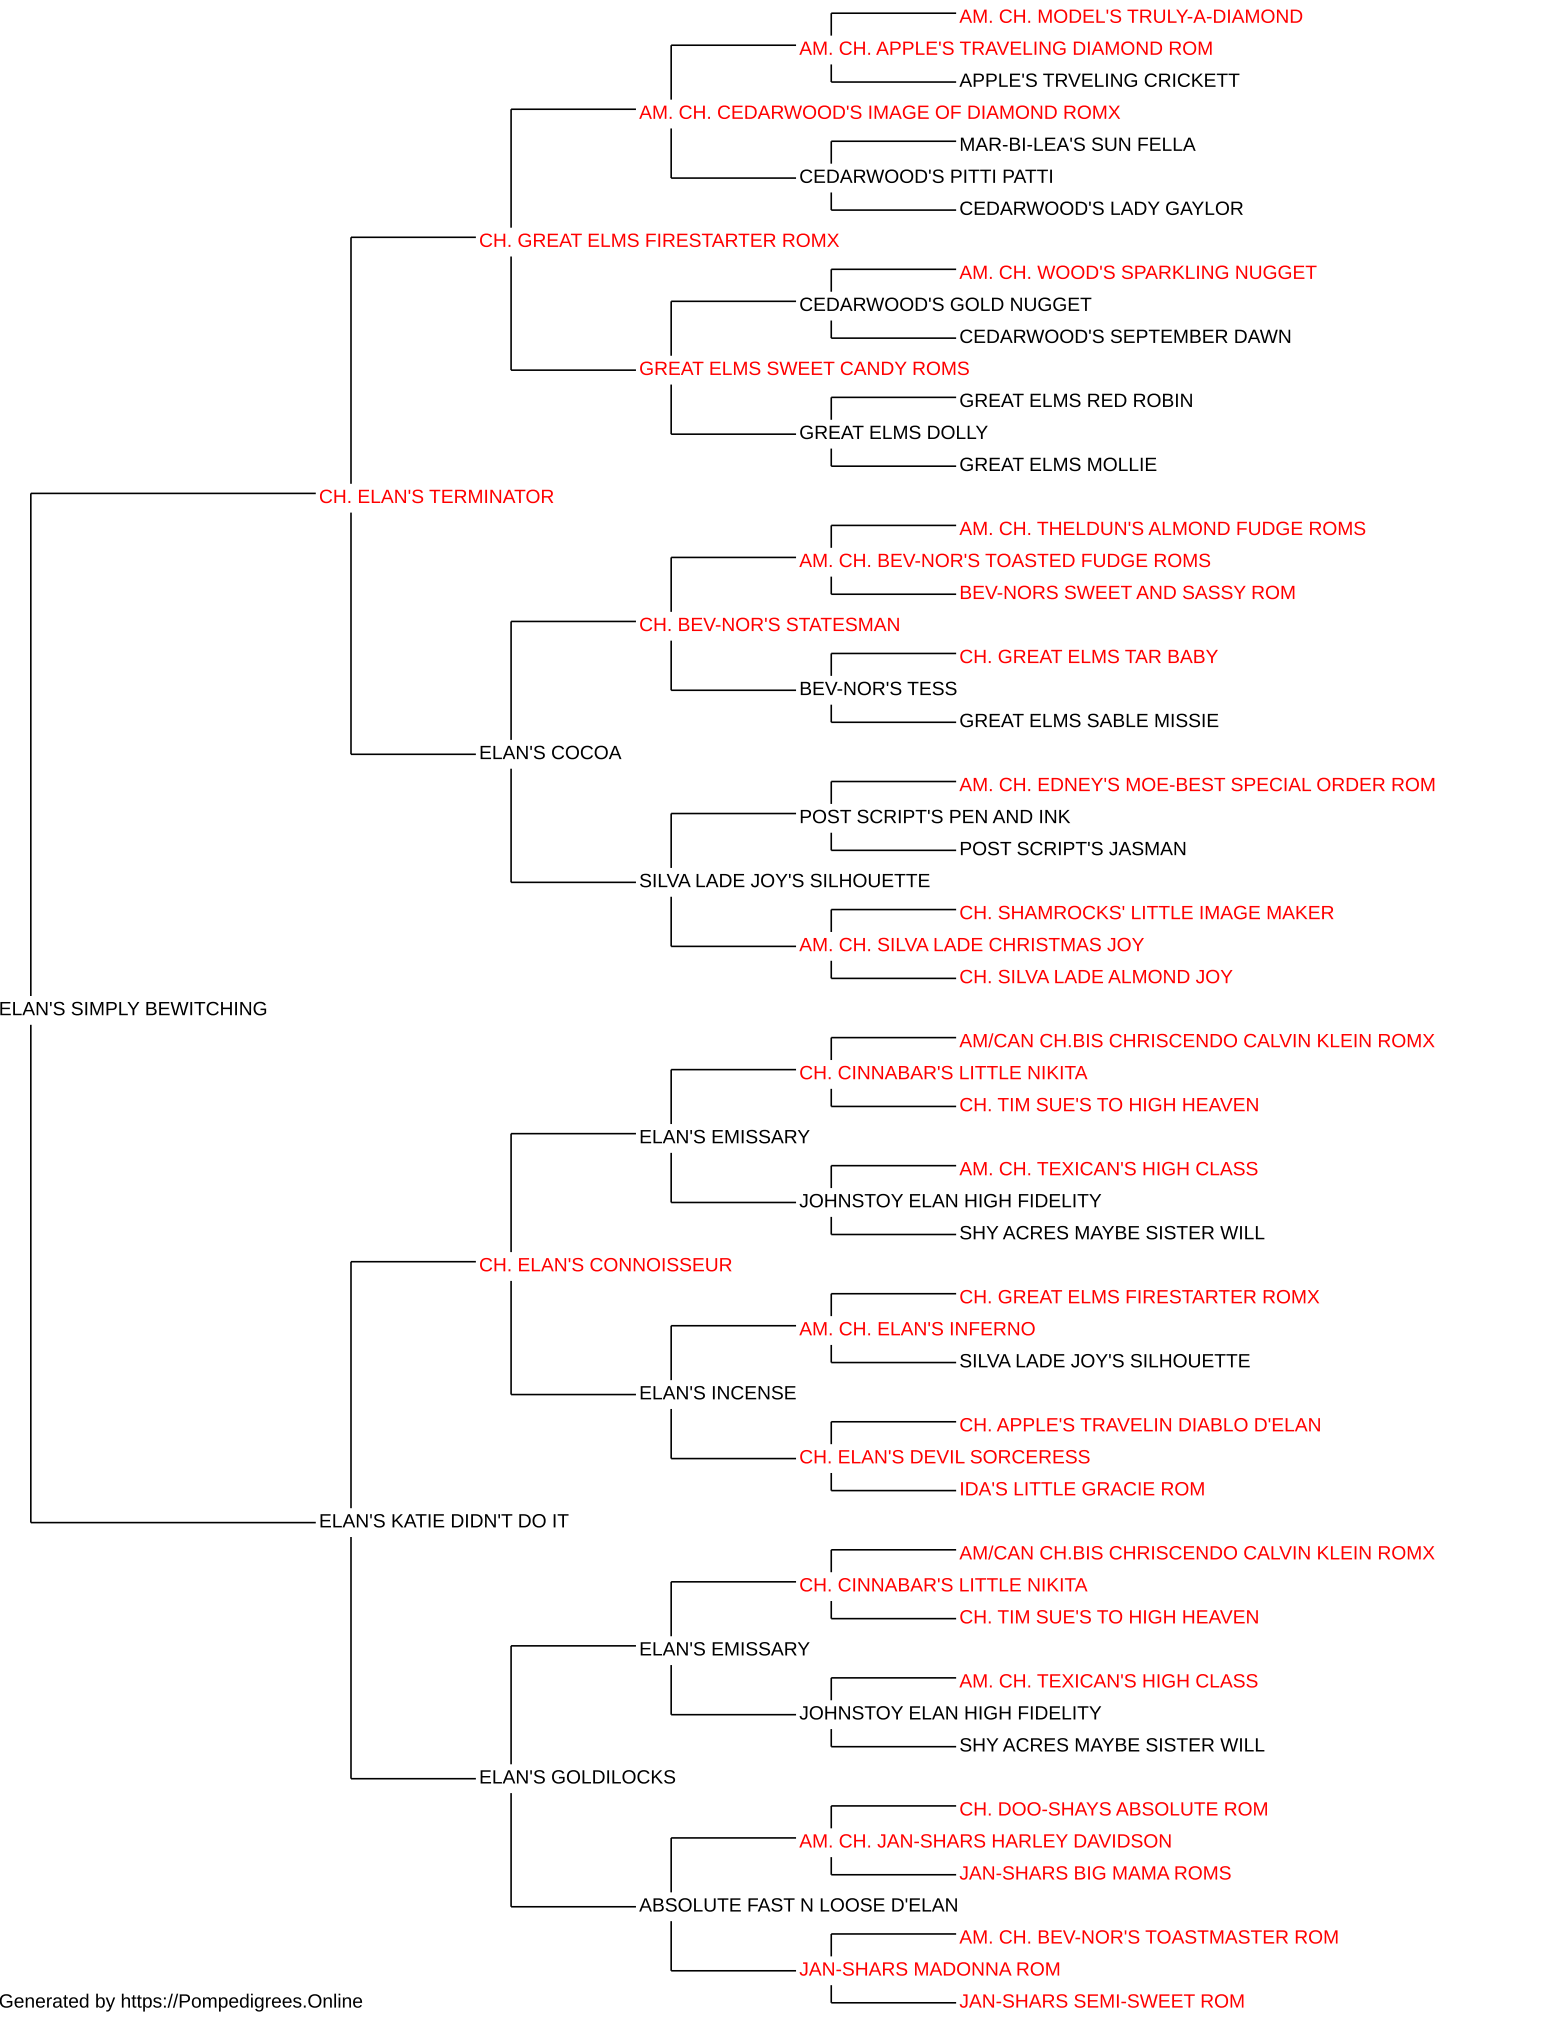 AM. CH. MODEL'S TRULY-A-DIAMOND
AM. CH. APPLE'S TRAVELING DIAMOND ROM
APPLE'S TRVELING CRICKETT
AM. CH. CEDARWOOD'S IMAGE OF DIAMOND ROMX
MAR-BI-LEA'S SUN FELLA
CEDARWOOD'S PITTI PATTI
CEDARWOOD'S LADY GAYLOR
CH. GREAT ELMS FIRESTARTER ROMX
AM. CH. WOOD'S SPARKLING NUGGET
CEDARWOOD'S GOLD NUGGET
CEDARWOOD'S SEPTEMBER DAWN
GREAT ELMS SWEET CANDY ROMS
GREAT ELMS RED ROBIN
GREAT ELMS DOLLY
GREAT ELMS MOLLIE
CH. ELAN'S TERMINATOR
AM. CH. THELDUN'S ALMOND FUDGE ROMS
AM. CH. BEV-NOR'S TOASTED FUDGE ROMS
BEV-NORS SWEET AND SASSY ROM
CH. BEV-NOR'S STATESMAN
CH. GREAT ELMS TAR BABY
BEV-NOR'S TESS
GREAT ELMS SABLE MISSIE
ELAN'S COCOA
AM. CH. EDNEY'S MOE-BEST SPECIAL ORDER ROM
POST SCRIPT'S PEN AND INK
POST SCRIPT'S JASMAN
SILVA LADE JOY'S SILHOUETTE
CH. SHAMROCKS' LITTLE IMAGE MAKER
AM. CH. SILVA LADE CHRISTMAS JOY
CH. SILVA LADE ALMOND JOY
ELAN'S SIMPLY BEWITCHING
AM/CAN CH.BIS CHRISCENDO CALVIN KLEIN ROMX
CH. CINNABAR'S LITTLE NIKITA
CH. TIM SUE'S TO HIGH HEAVEN
ELAN'S EMISSARY
AM. CH. TEXICAN'S HIGH CLASS
JOHNSTOY ELAN HIGH FIDELITY
SHY ACRES MAYBE SISTER WILL
CH. ELAN'S CONNOISSEUR
CH. GREAT ELMS FIRESTARTER ROMX
AM. CH. ELAN'S INFERNO
SILVA LADE JOY'S SILHOUETTE
ELAN'S INCENSE
CH. APPLE'S TRAVELIN DIABLO D'ELAN
CH. ELAN'S DEVIL SORCERESS
IDA'S LITTLE GRACIE ROM
ELAN'S KATIE DIDN'T DO IT
AM/CAN CH.BIS CHRISCENDO CALVIN KLEIN ROMX
CH. CINNABAR'S LITTLE NIKITA
CH. TIM SUE'S TO HIGH HEAVEN
ELAN'S EMISSARY
AM. CH. TEXICAN'S HIGH CLASS
JOHNSTOY ELAN HIGH FIDELITY
SHY ACRES MAYBE SISTER WILL
ELAN'S GOLDILOCKS
CH. DOO-SHAYS ABSOLUTE ROM
AM. CH. JAN-SHARS HARLEY DAVIDSON
JAN-SHARS BIG MAMA ROMS
ABSOLUTE FAST N LOOSE D'ELAN
AM. CH. BEV-NOR'S TOASTMASTER ROM
JAN-SHARS MADONNA ROM
JAN-SHARS SEMI-SWEET ROM
Generated by https://Pompedigrees.Online